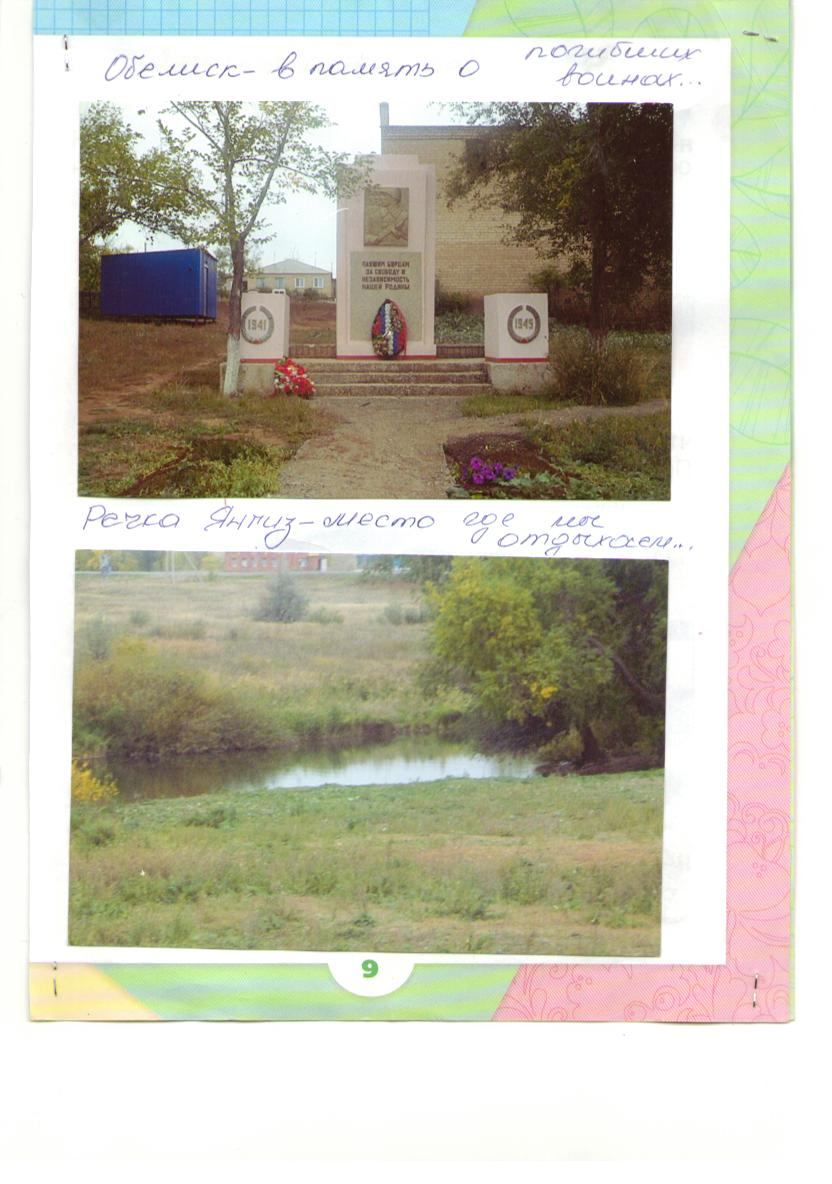 Обелиск - в память о погибших
воинах...
ПАВШИМ БОРЦАМ
ЗА СВОБОДУ И
НЕЗАВИСИМОСТЬ
НАШЕЙ РОДИНЫ
1941
1945
Речка Янгиз - место где мы
отдыхаем...
9